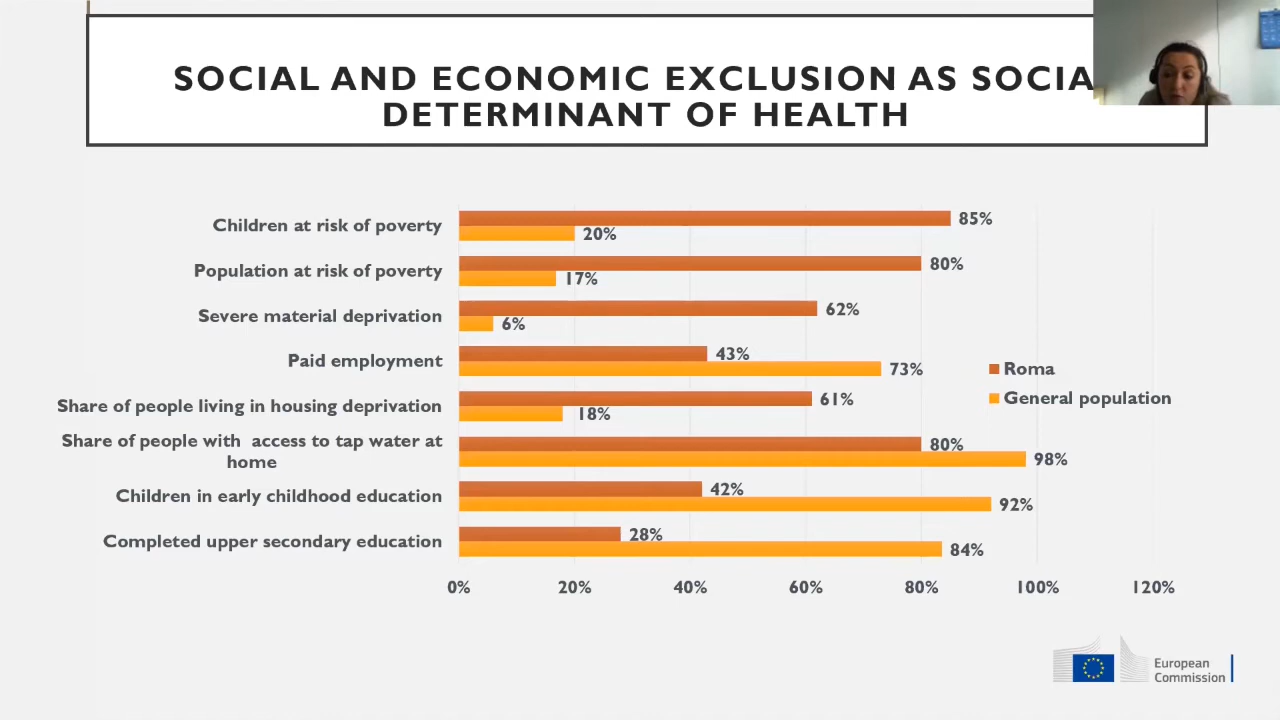 SOCIAL AND ECONOMIC EXCLUSION AS SOCIA
DETERMINANT OF HEALTH
Children at risk of poverty
85%
20%
Population at risk of poverty
80%
17%
Severe material deprivation
62%
6%
Paid employment
43%
73%
Share of people living in housing deprivation
61%
18%
Share of people with access to tap water at
home
80%
98%
Children in early childhood education
42%
92%
Completed upper secondary education
28%
84%
Roma
General population
0% 20% 40% 60% 80% 100% 120%
European
Commission